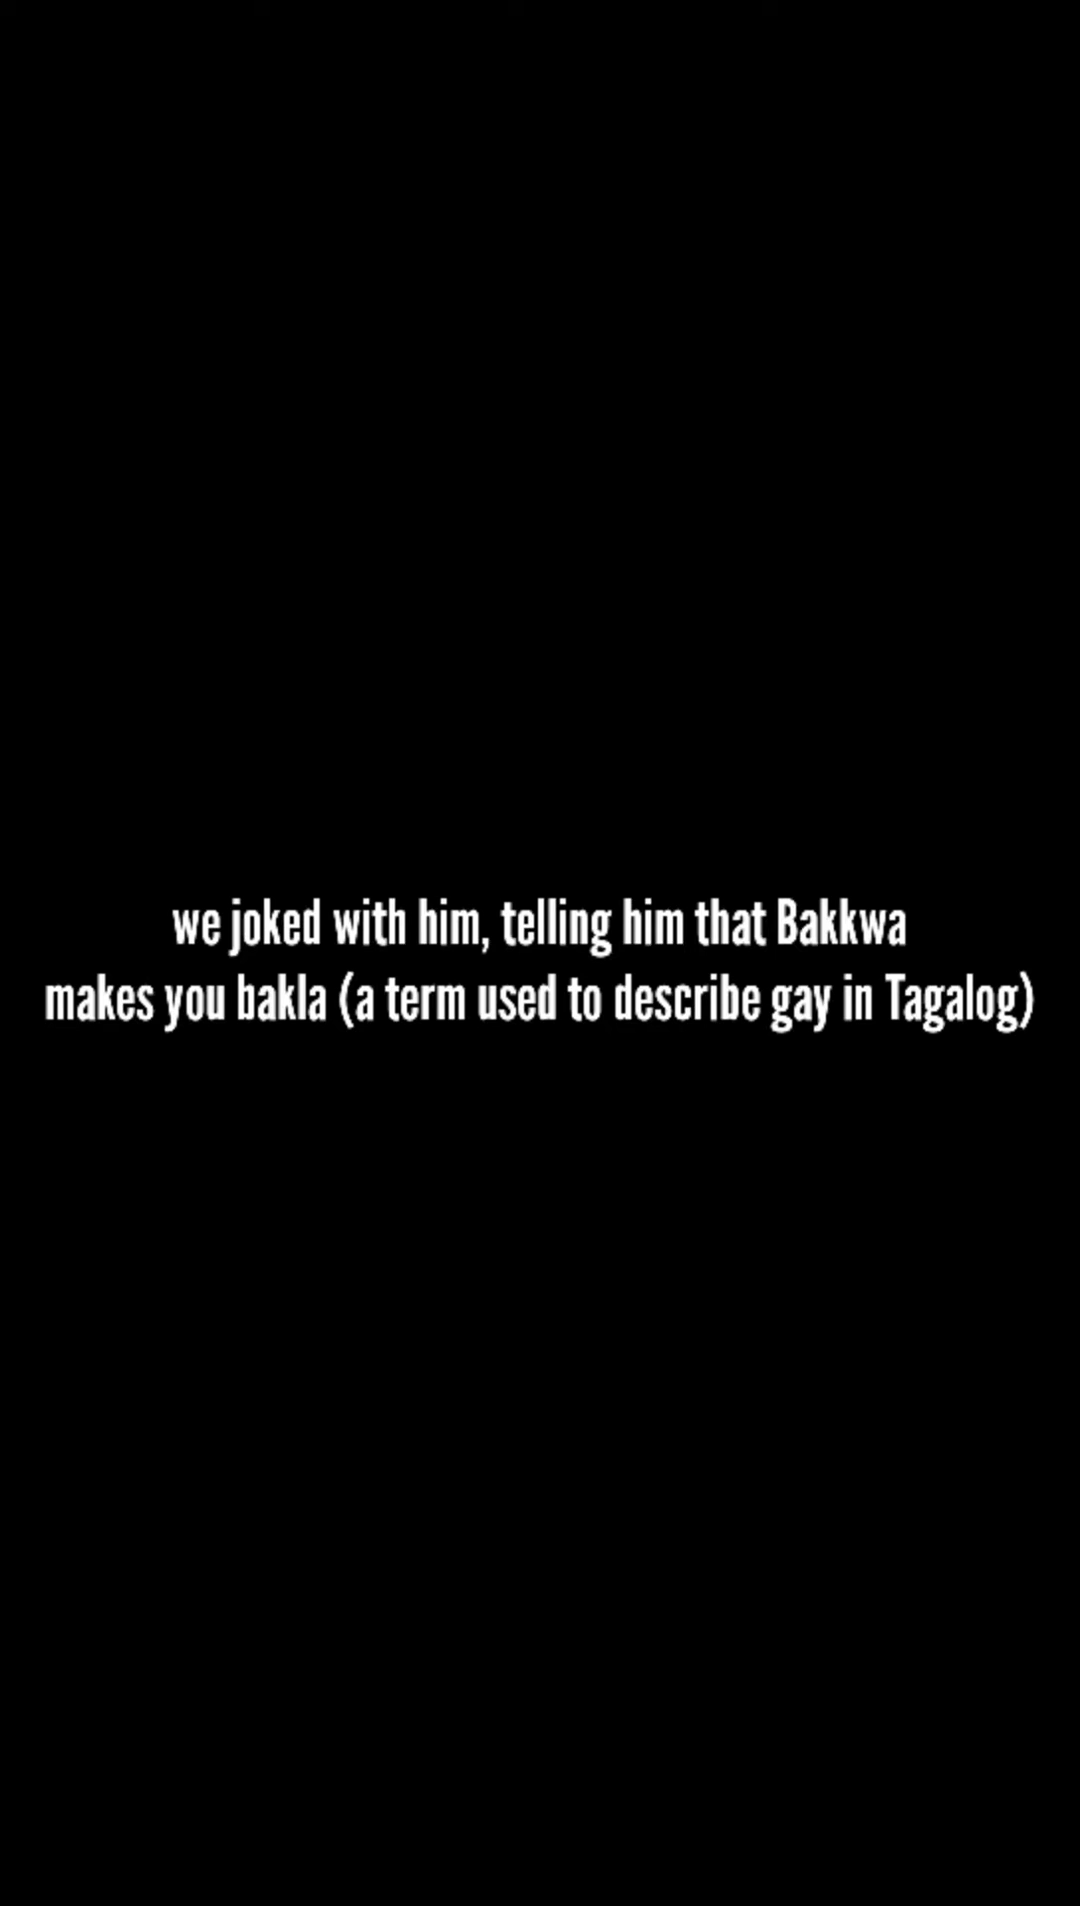 we joked with him, telling him that Bakkwa
makes you bakla (a term used to describe gay in Tagalog)